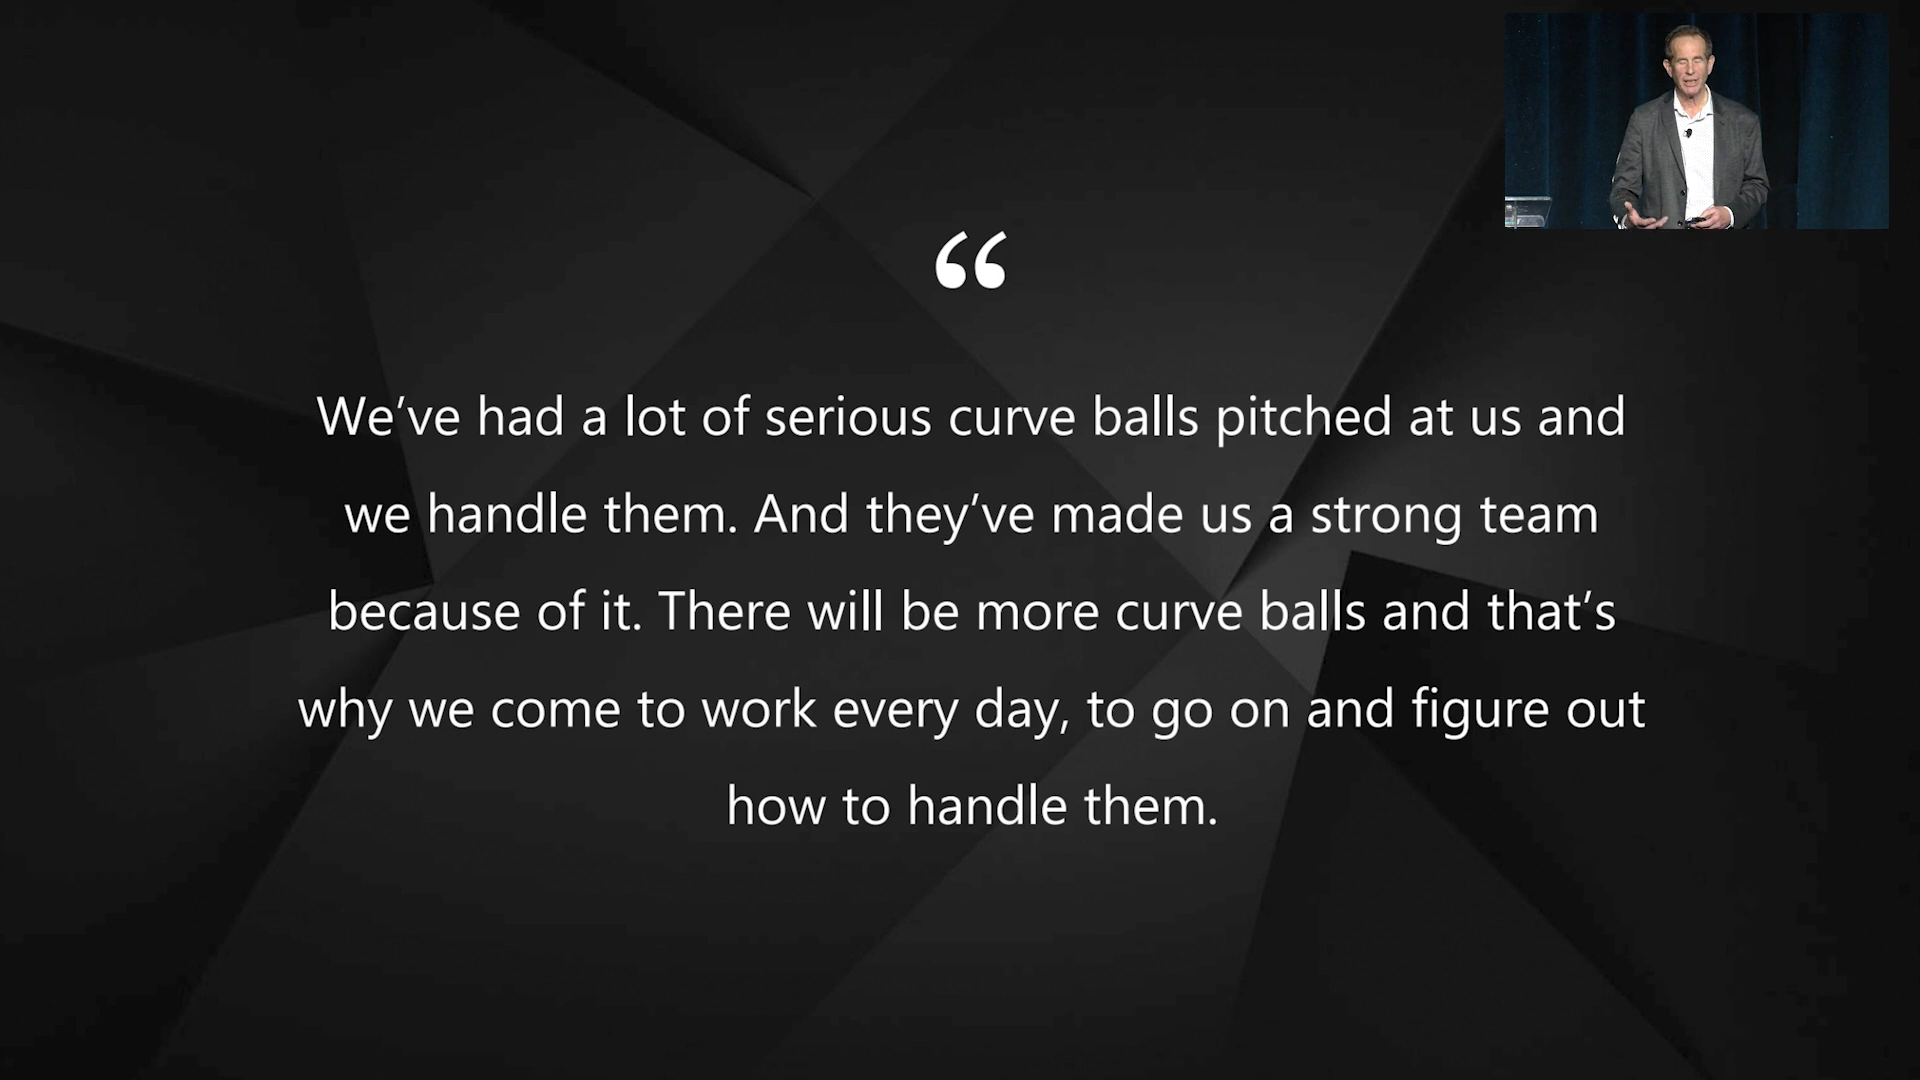 “
We’ve had a lot of serious curve balls pitched at us and
we handle them. And they’ve made us a strong team
because of it. There will be more curve balls and that’s
why we come to work every day, to go on and figure out
how to handle them.